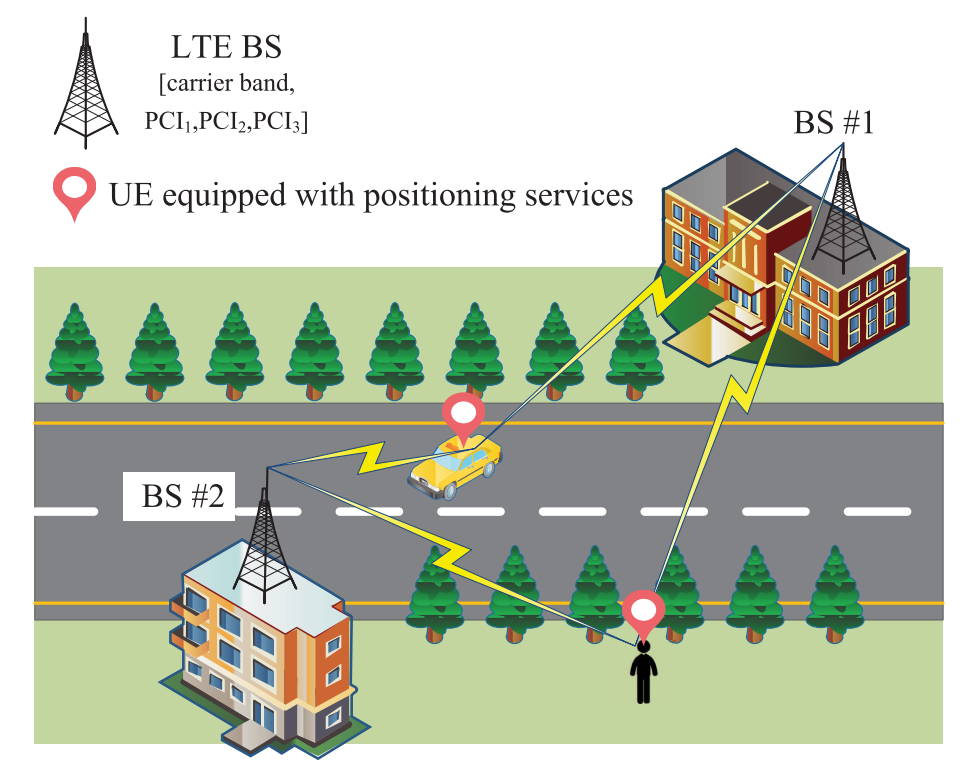 LTE BS
[carrier band,
PCI₁,PCI₂,PCI₃]
BS #1
UE equipped with positioning services
BS #2